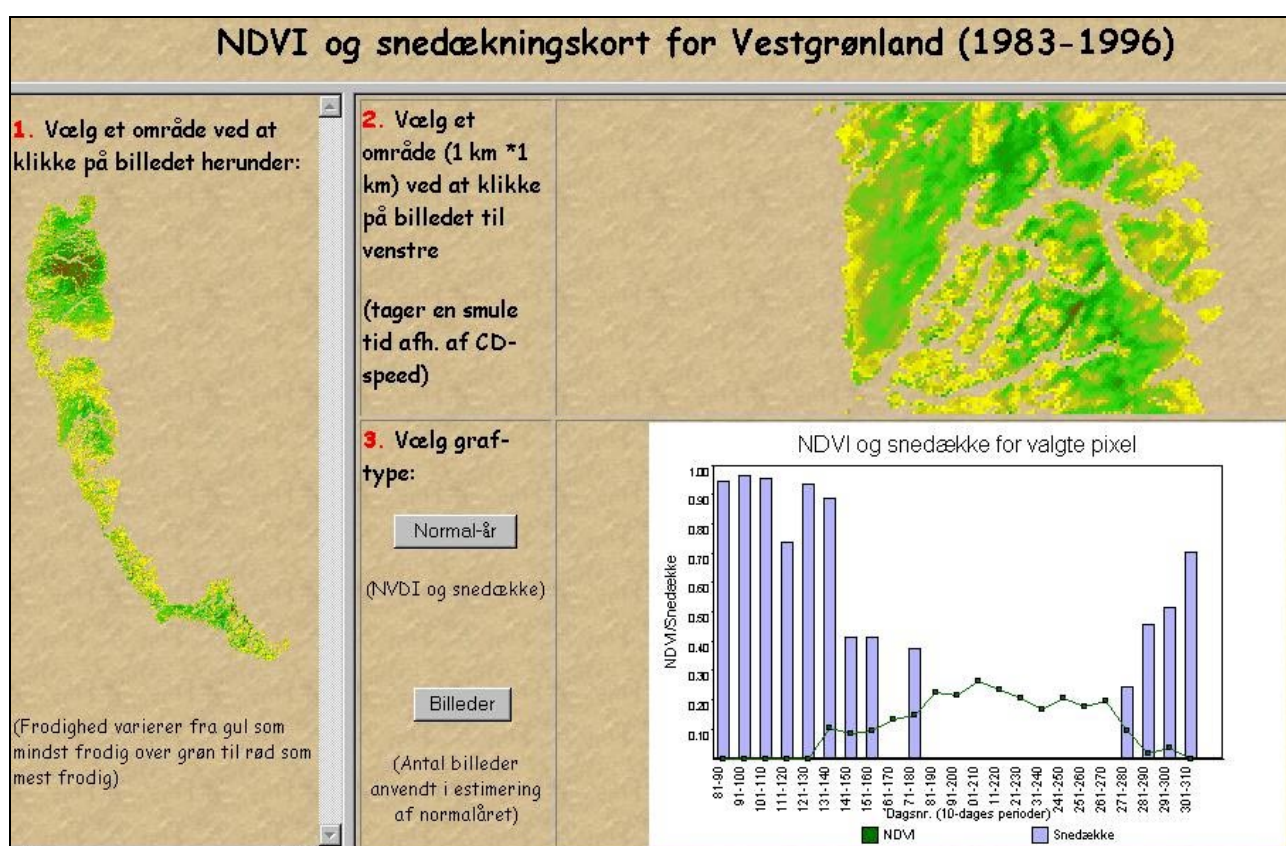 NDVI og snedækningskort for Vestgrønland (1983-1996)
1. Vælg et område ved at
klikke på billedet herunder:
(Frodighed varierer fra gul som
mindst frodig over grøn til rød som
mest frodig)
2. Vælg et
område (1 km *1
km) ved at klikke
på billedet til
venstre
(tager en smule
tid afh. af CD-
speed)
3. Vælg graf-
type:
Normal-år
(NVDI og snedække)
Billeder
(Antal billeder
anvendt i estimering
af normalåret)
NDVI og snedække for valgte pixel
NDVI/Snedække
1.00
0.90
0.80
0.70
0.60
0.50
0.40
0.30
0.20
0.10
81-90
91-100
101-110
111-120
121-130
131-140
141-150
151-160
161-170
71-180
81-190
91-200
01-210
11-220
21-230
231-240
241-250
251-260
261-270
271-280
281-290
291-300
301-310
Dagsnr. (10-dages perioder)
NDVI
Snedække